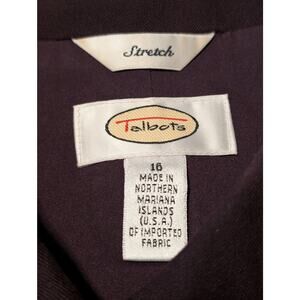 Stretch
Talbots
16
MADE IN
NORTHERN
MARIANA
ISLANDS
(U.S.A.)
OF IMPORTED
FABRIC